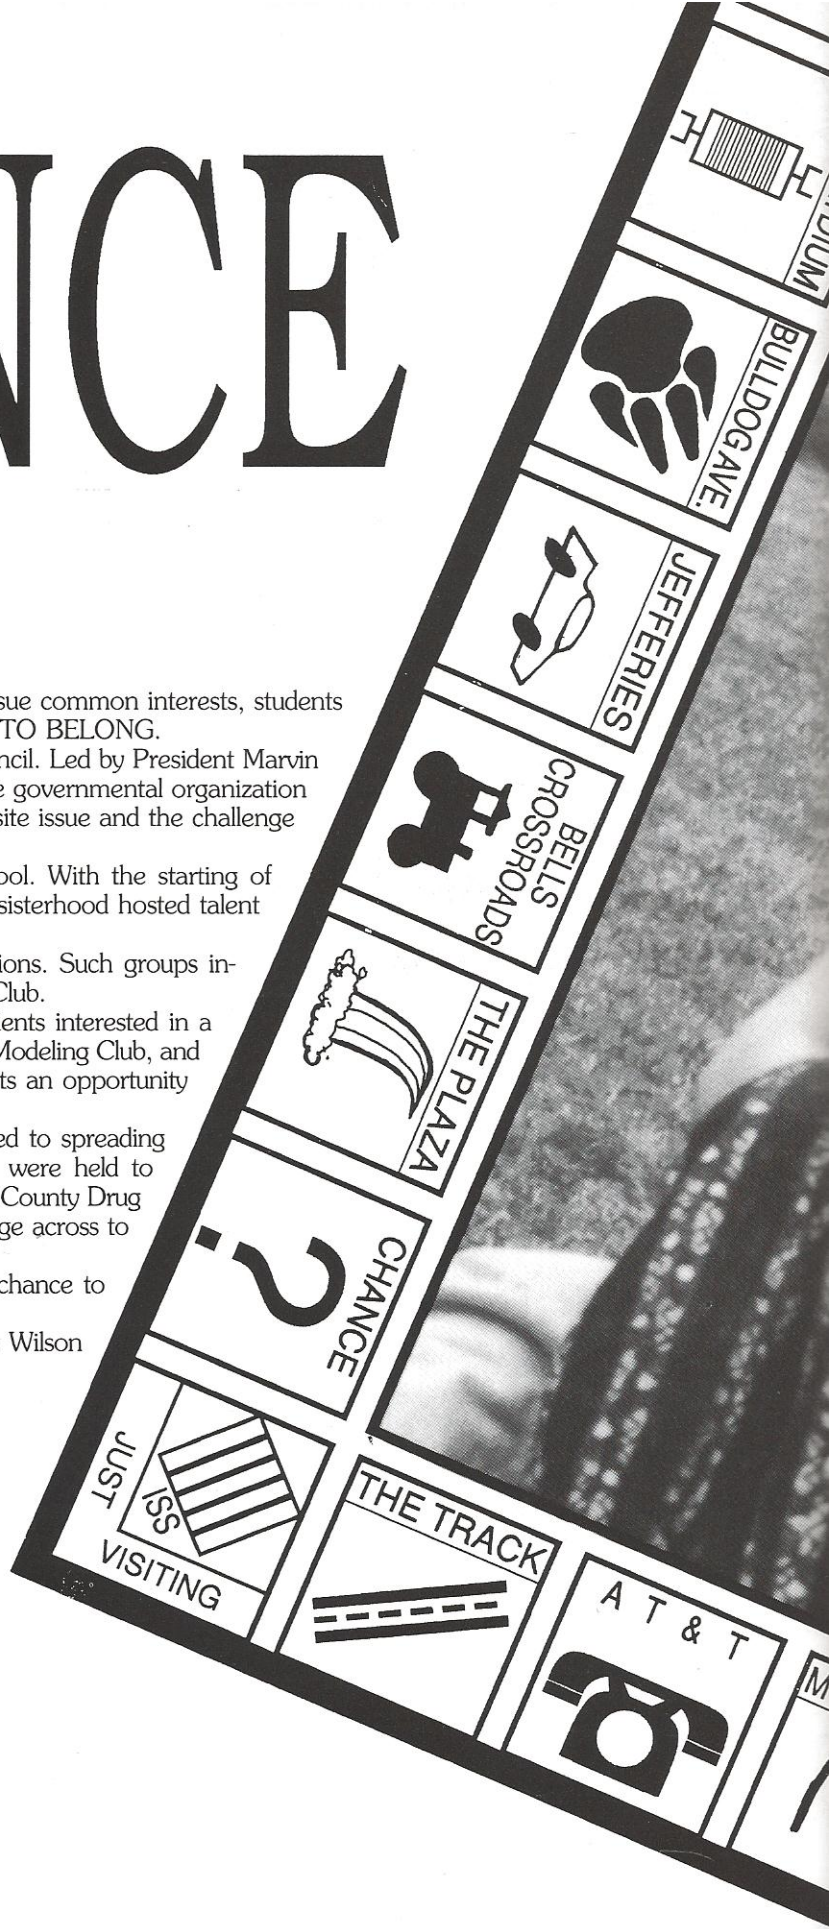 NCE
sue common interests, students
TO BELONG.
ncil. Led by President Marvin
e governmental organization
site issue and the challenge
ool. With the starting of
sisterhood hosted talent
ions. Such groups in-
Club.
ents interested in a
Modeling Club, and
ts an opportunity
ed to spreading
were held to
County Drug
ge across to
chance to
Wilson
DIUM
BULLDOG AVE.
JEFFERIES
BELLS
CROSSROADS
THE PLAZA
CHANCE
?
JUST
ISS
VISITING
THE TRACK
A T & T
M